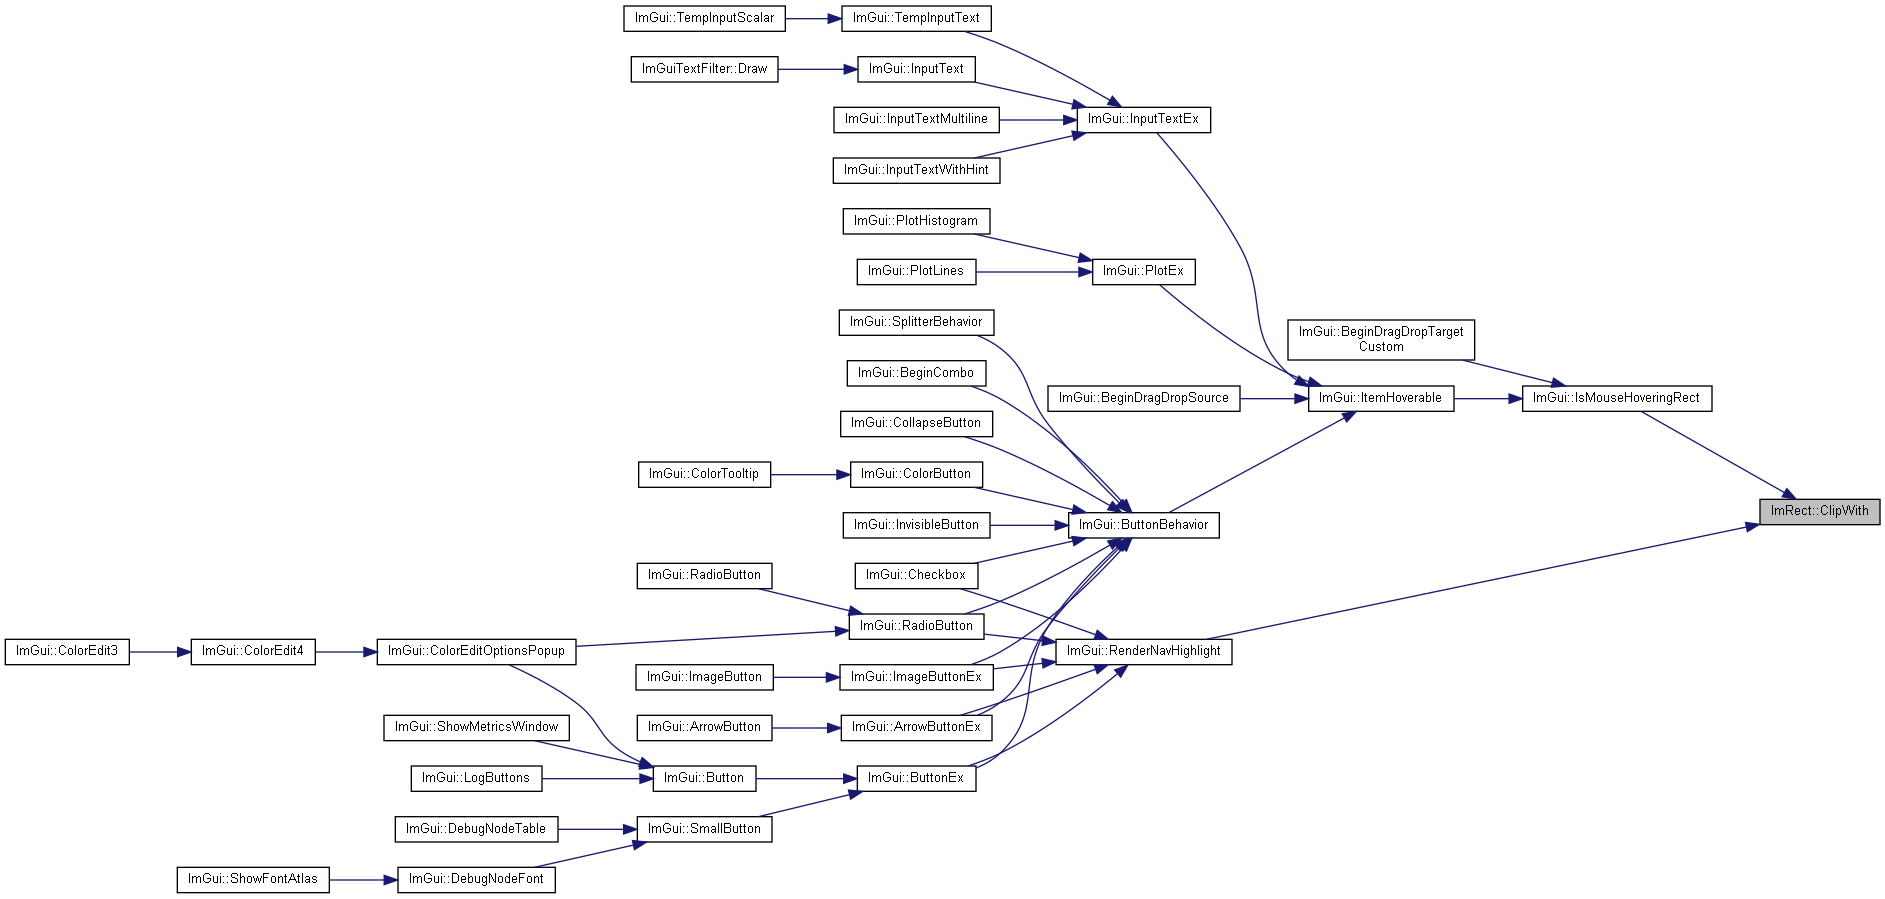 ImGui::TempInputScalar
ImGui::TempInputText
ImGuiTextFilter::Draw
ImGui::InputText
ImGui::InputTextMultiline
ImGui::InputTextEx
ImGui::InputTextWithHint
ImGui::PlotHistogram
ImGui::PlotLines
ImGui::PlotEx
ImGui::SplitterBehavior
ImGui::BeginDragDropTarget
Custom
ImGui::BeginCombo
ImGui::BeginDragDropSource
ImGui::ItemHoverable
ImGui::IsMouseHoveringRect
ImGui::CollapseButton
ImGui::ColorTooltip
ImGui::ColorButton
ImRect::ClipWith
ImGui::InvisibleButton
ImGui::ButtonBehavior
ImGui::RadioButton
ImGui::Checkbox
ImGui::RadioButton
ImGui::ColorEdit3
ImGui::ColorEdit4
ImGui::ColorEditOptionsPopup
ImGui::RenderNavHighlight
ImGui::ImageButton
ImGui::ImageButtonEx
ImGui::ShowMetricsWindow
ImGui::ArrowButton
ImGui::ArrowButtonEx
ImGui::LogButtons
ImGui::Button
ImGui::ButtonEx
ImGui::DebugNodeTable
ImGui::SmallButton
ImGui::ShowFontAtlas
ImGui::DebugNodeFont